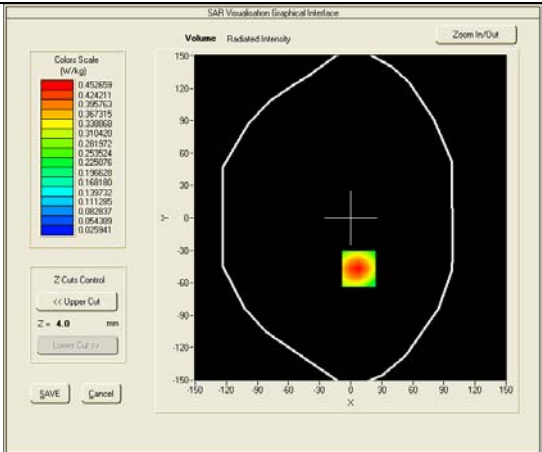 SAR Visualisation Graphical Interface
Volume Radiated Intensity
Zoom In/Out
Colors Scale
(W/kg)
0.452659
0.424211
0.395763
0.367315
0.338868
0.310420
0.281972
0.253524
0.225076
0.196628
0.168180
0.139732
0.111285
0.082837
0.054389
0.025941
Z Cuts Control
<< Upper Cut
Z = 4.0 mm
Lower Cut >>
SAVE Cancel
150-
120-
90-
60-
30-
0-
-30-
-60-
-90-
-120-
-150-
Y
-150 -120 -90 -60 -30 0 30 60 90 120 150
X